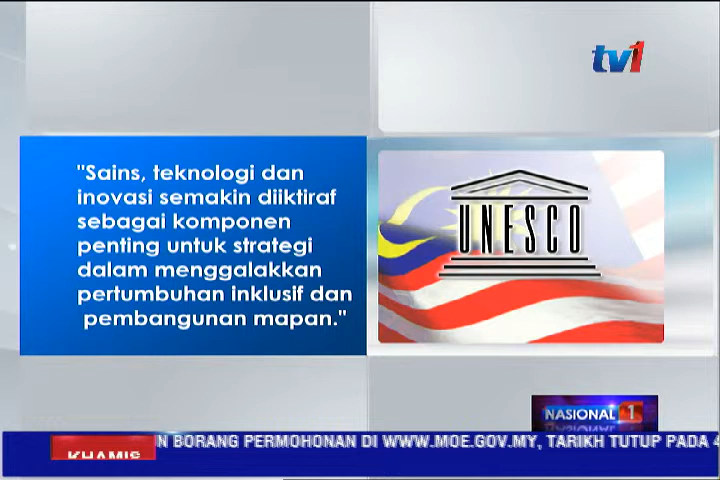 tv1
"Sains, teknologi dan
inovasi semakin diiktiraf
sebagai komponen
penting untuk strategi
dalam menggalakkan
pertumbuhan inklusif dan
pembangunan mapan."
UNESCO
NASIONAL 1
KHAMIS
N BORANG PERMOHONAN DI WWW.MOE.GOV.MY, TARIKH TUTUP PADA 4